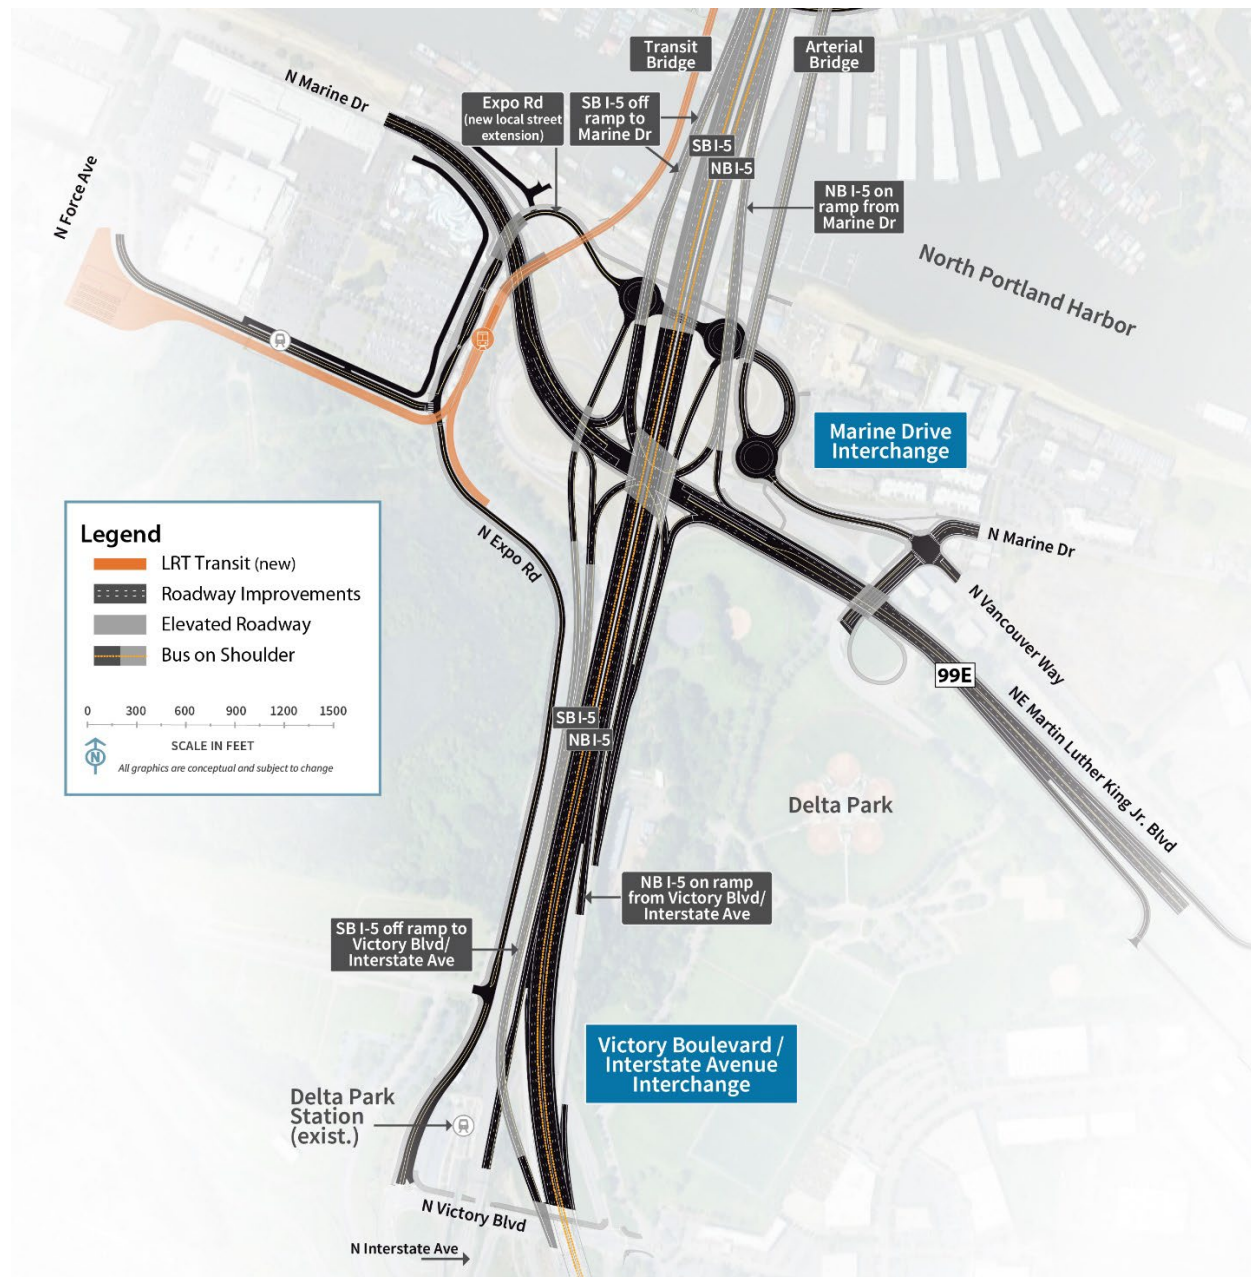 Transit
Bridge
Arterial
Bridge
N Marine Dr
Expo Rd
(new local street
extension)
SB I-5 off
ramp to
Marine Dr
SB I-5
NB I-5
N Force Ave
NB I-5 on
ramp from
Marine Dr
North Portland Harbor
Marine Drive
Interchange
Legend
LRT Transit (new)
Roadway Improvements
Elevated Roadway
Bus on Shoulder
0 300 600 900 1200 1500
SCALE IN FEET
N
All graphics are conceptual and subject to change
N Expo Rd
N Marine Dr
N Vancouver Way
99E
NE Martin Luther King Jr. Blvd
SB I-5
NB I-5
Delta Park
NB I-5 on ramp
from Victory Blvd/
Interstate Ave
SB I-5 off ramp to
Victory Blvd/
Interstate Ave
Victory Boulevard /
Interstate Avenue
Interchange
Delta Park
Station
(exist.)
N Victory Blvd
N Interstate Ave